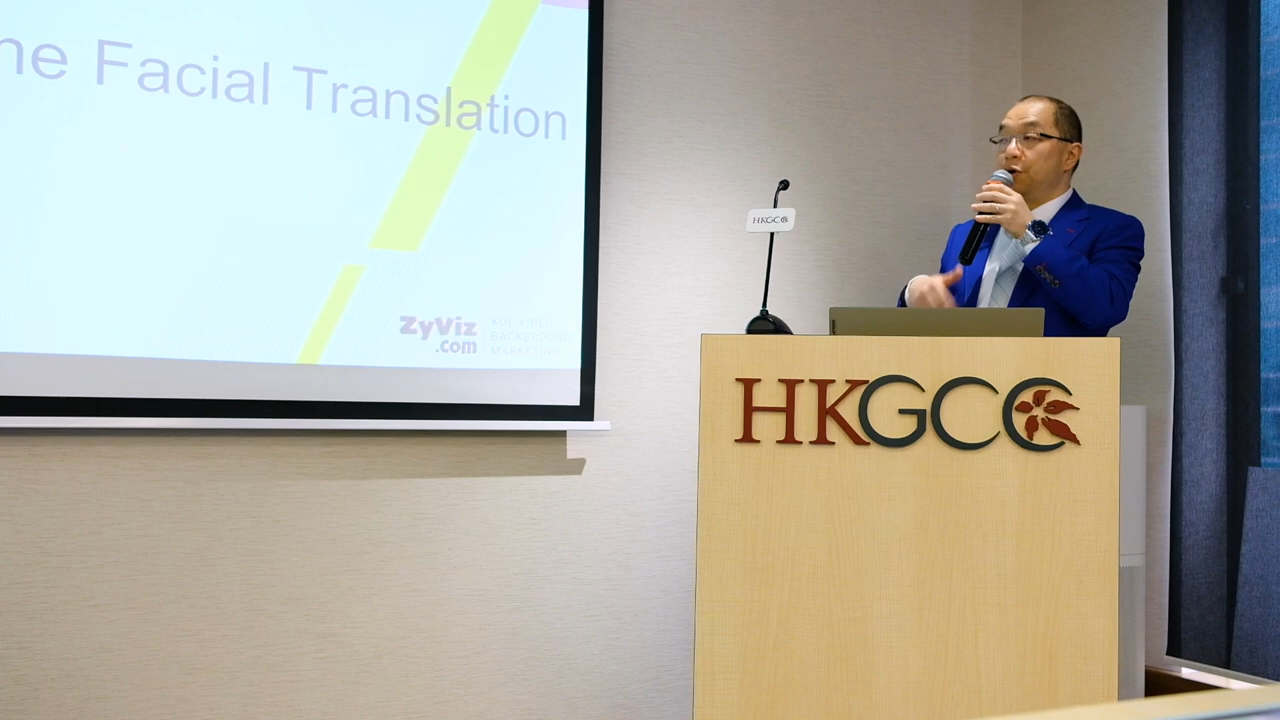 ne Facial Translation
ZyViz
.com
KOL VIDEO
BACKGROUND
MARKETING
HKGCC
HKGCC